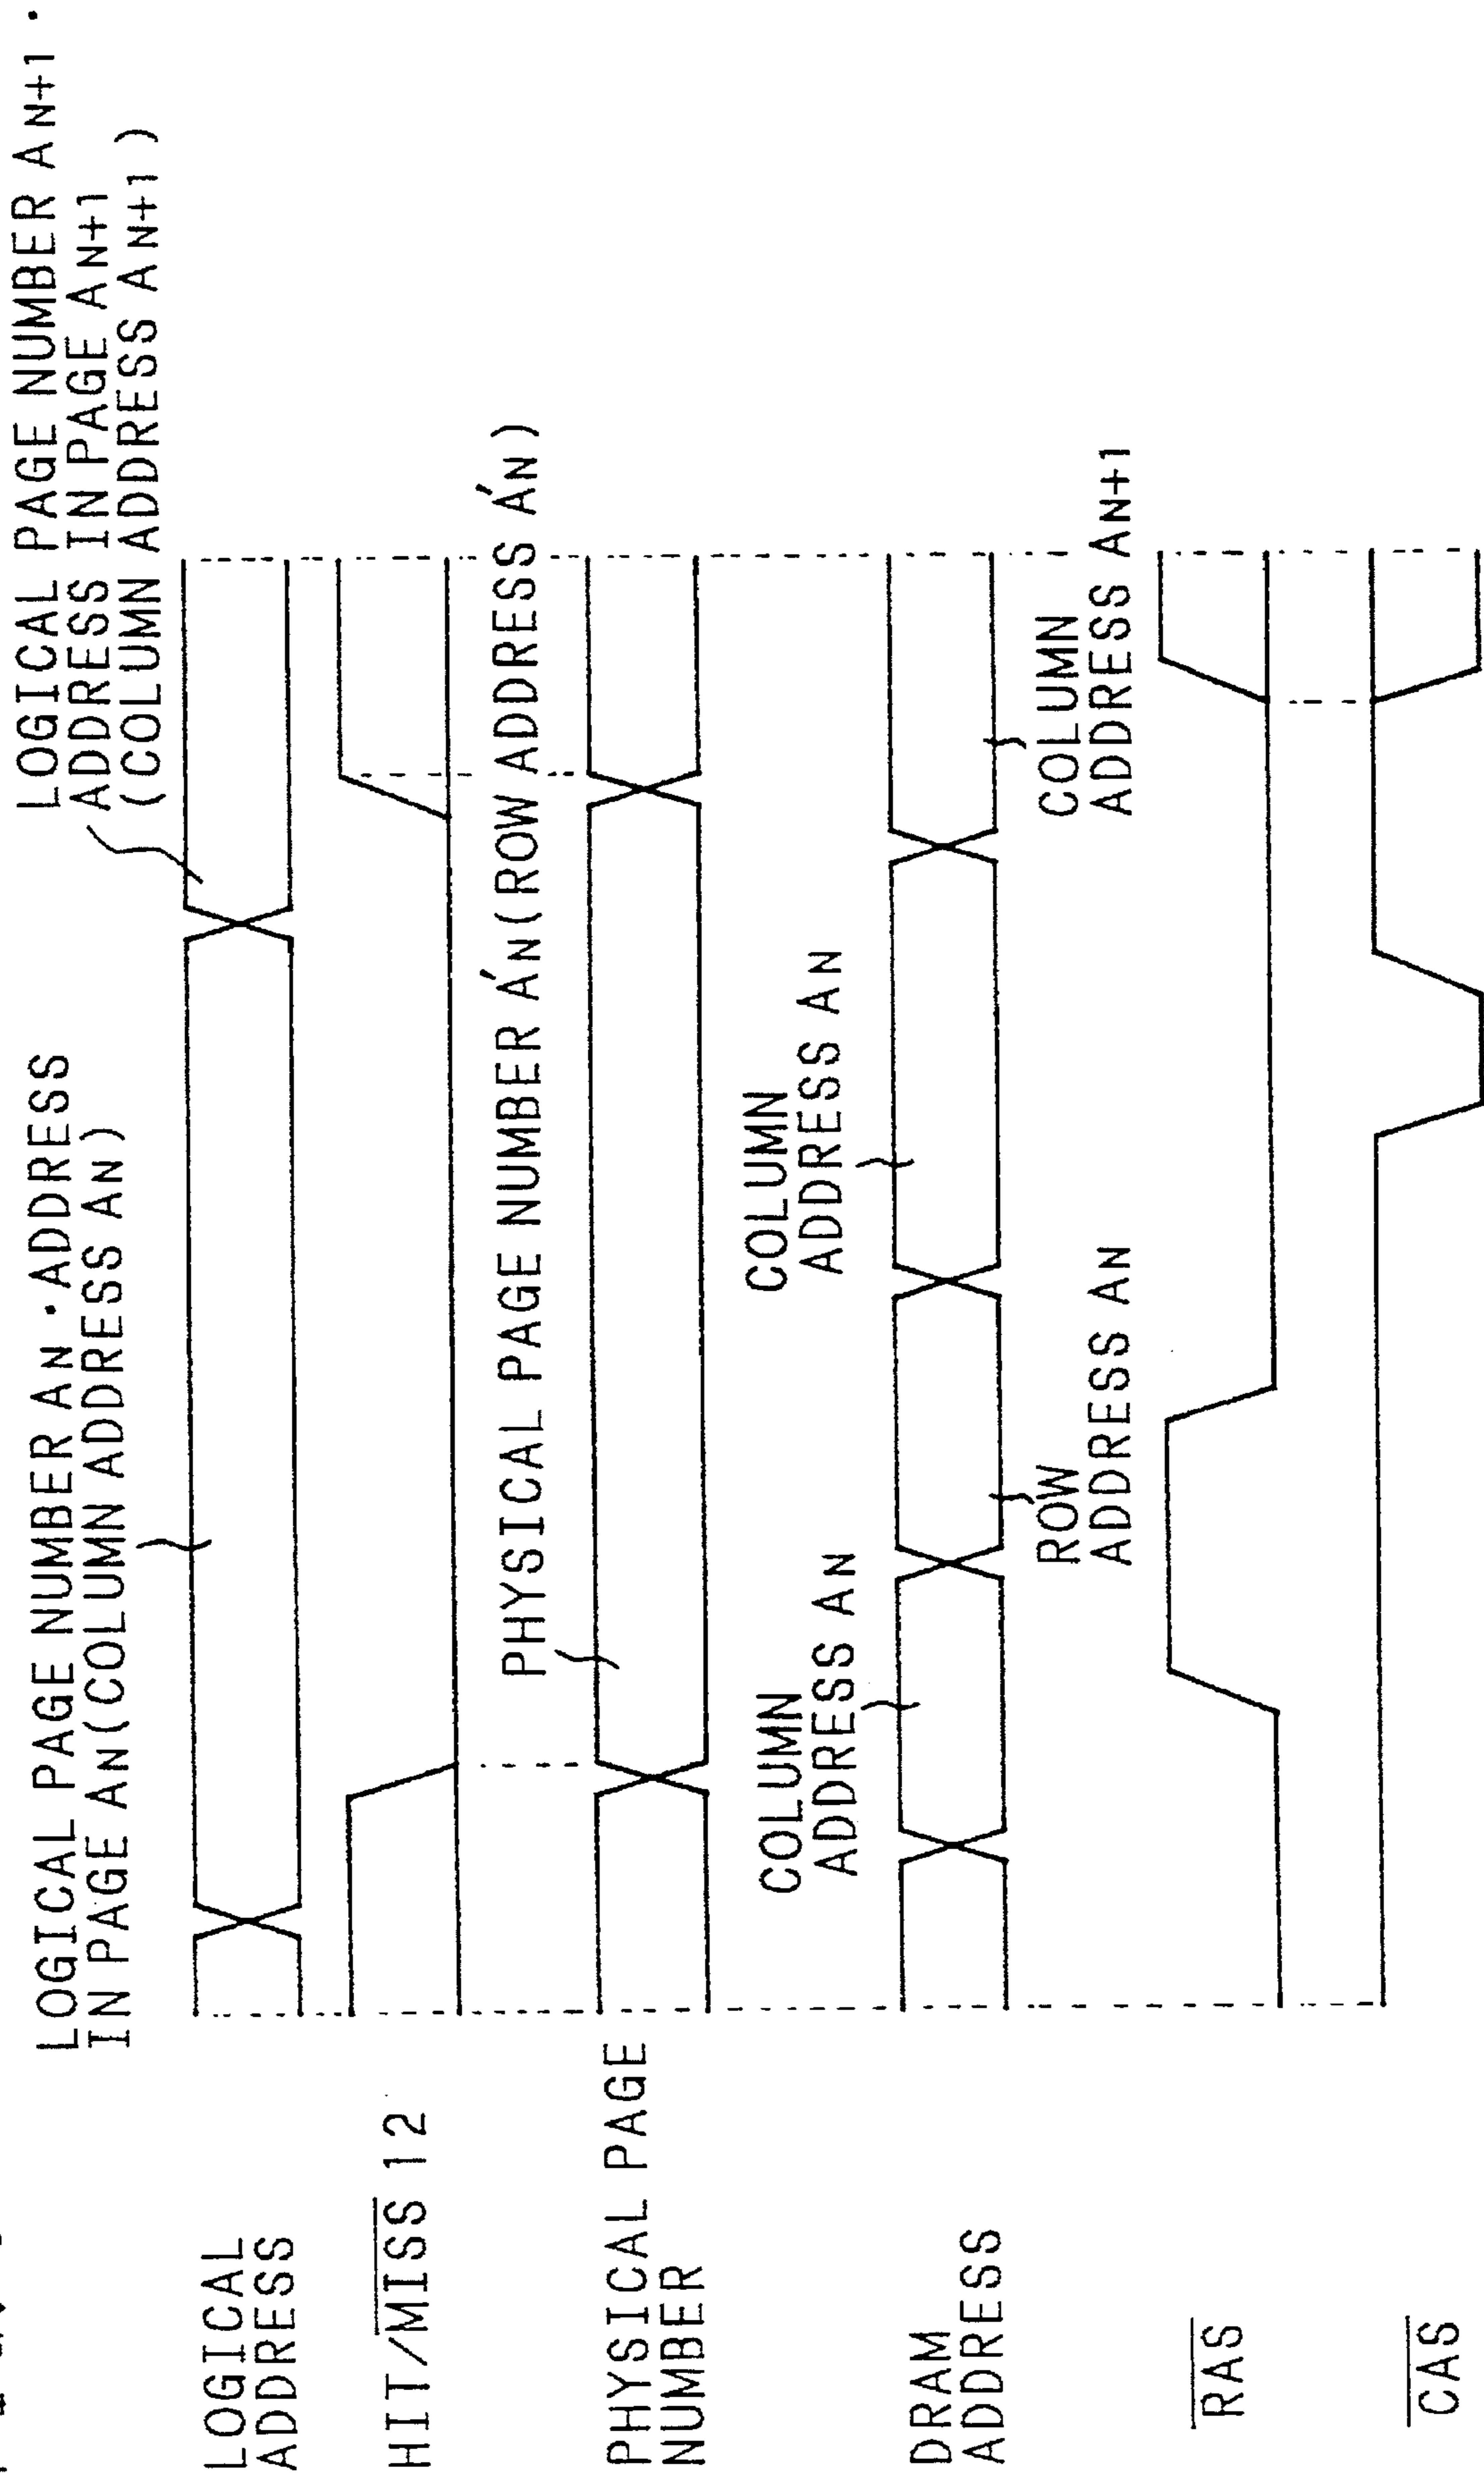 LOGICAL PAGE NUMBER AN+1 ·
ADDRESS IN PAGE AN+1
(COLUMN ADDRESS AN+1)
LOGICAL PAGE NUMBER AN · ADDRESS
IN PAGE AN(COLUMN ADDRESS AN)
LOGICAL
ADDRESS
HIT/MISS 12
PHYSICAL PAGE NUMBER A'N(ROW ADDRESS A'N)
PHYSICAL PAGE
NUMBER
COLUMN
ADDRESS AN
COLUMN
ADDRESS AN
DRAM
ADDRESS
ROW
ADDRESS AN
COLUMN
ADDRESS AN+1
RAS
CAS